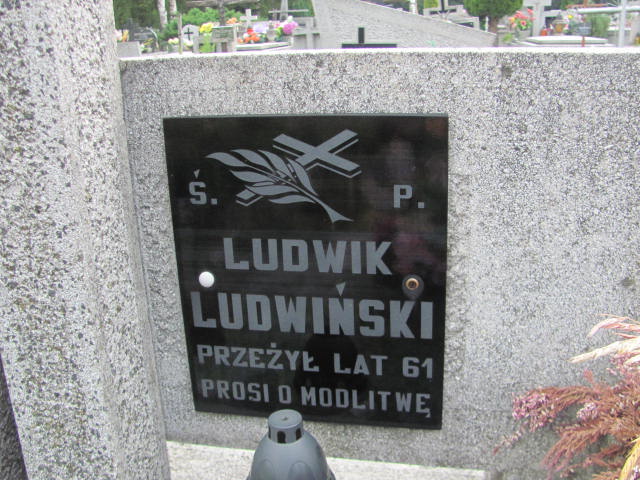 Ś. P.
LUDWIK
LUDWIŃSKI
PRZEŻYŁ LAT 61
PROSI O MODLITWĘ